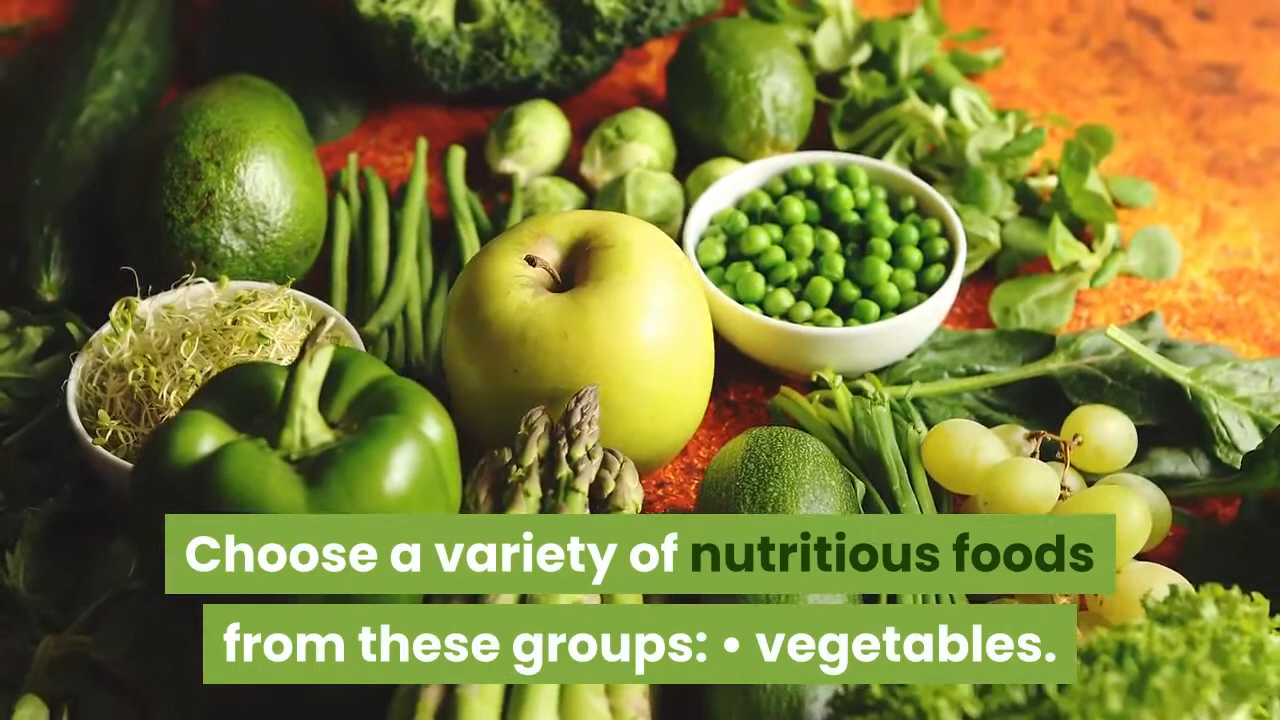 Choose a variety of nutritious foods
from these groups: • vegetables.